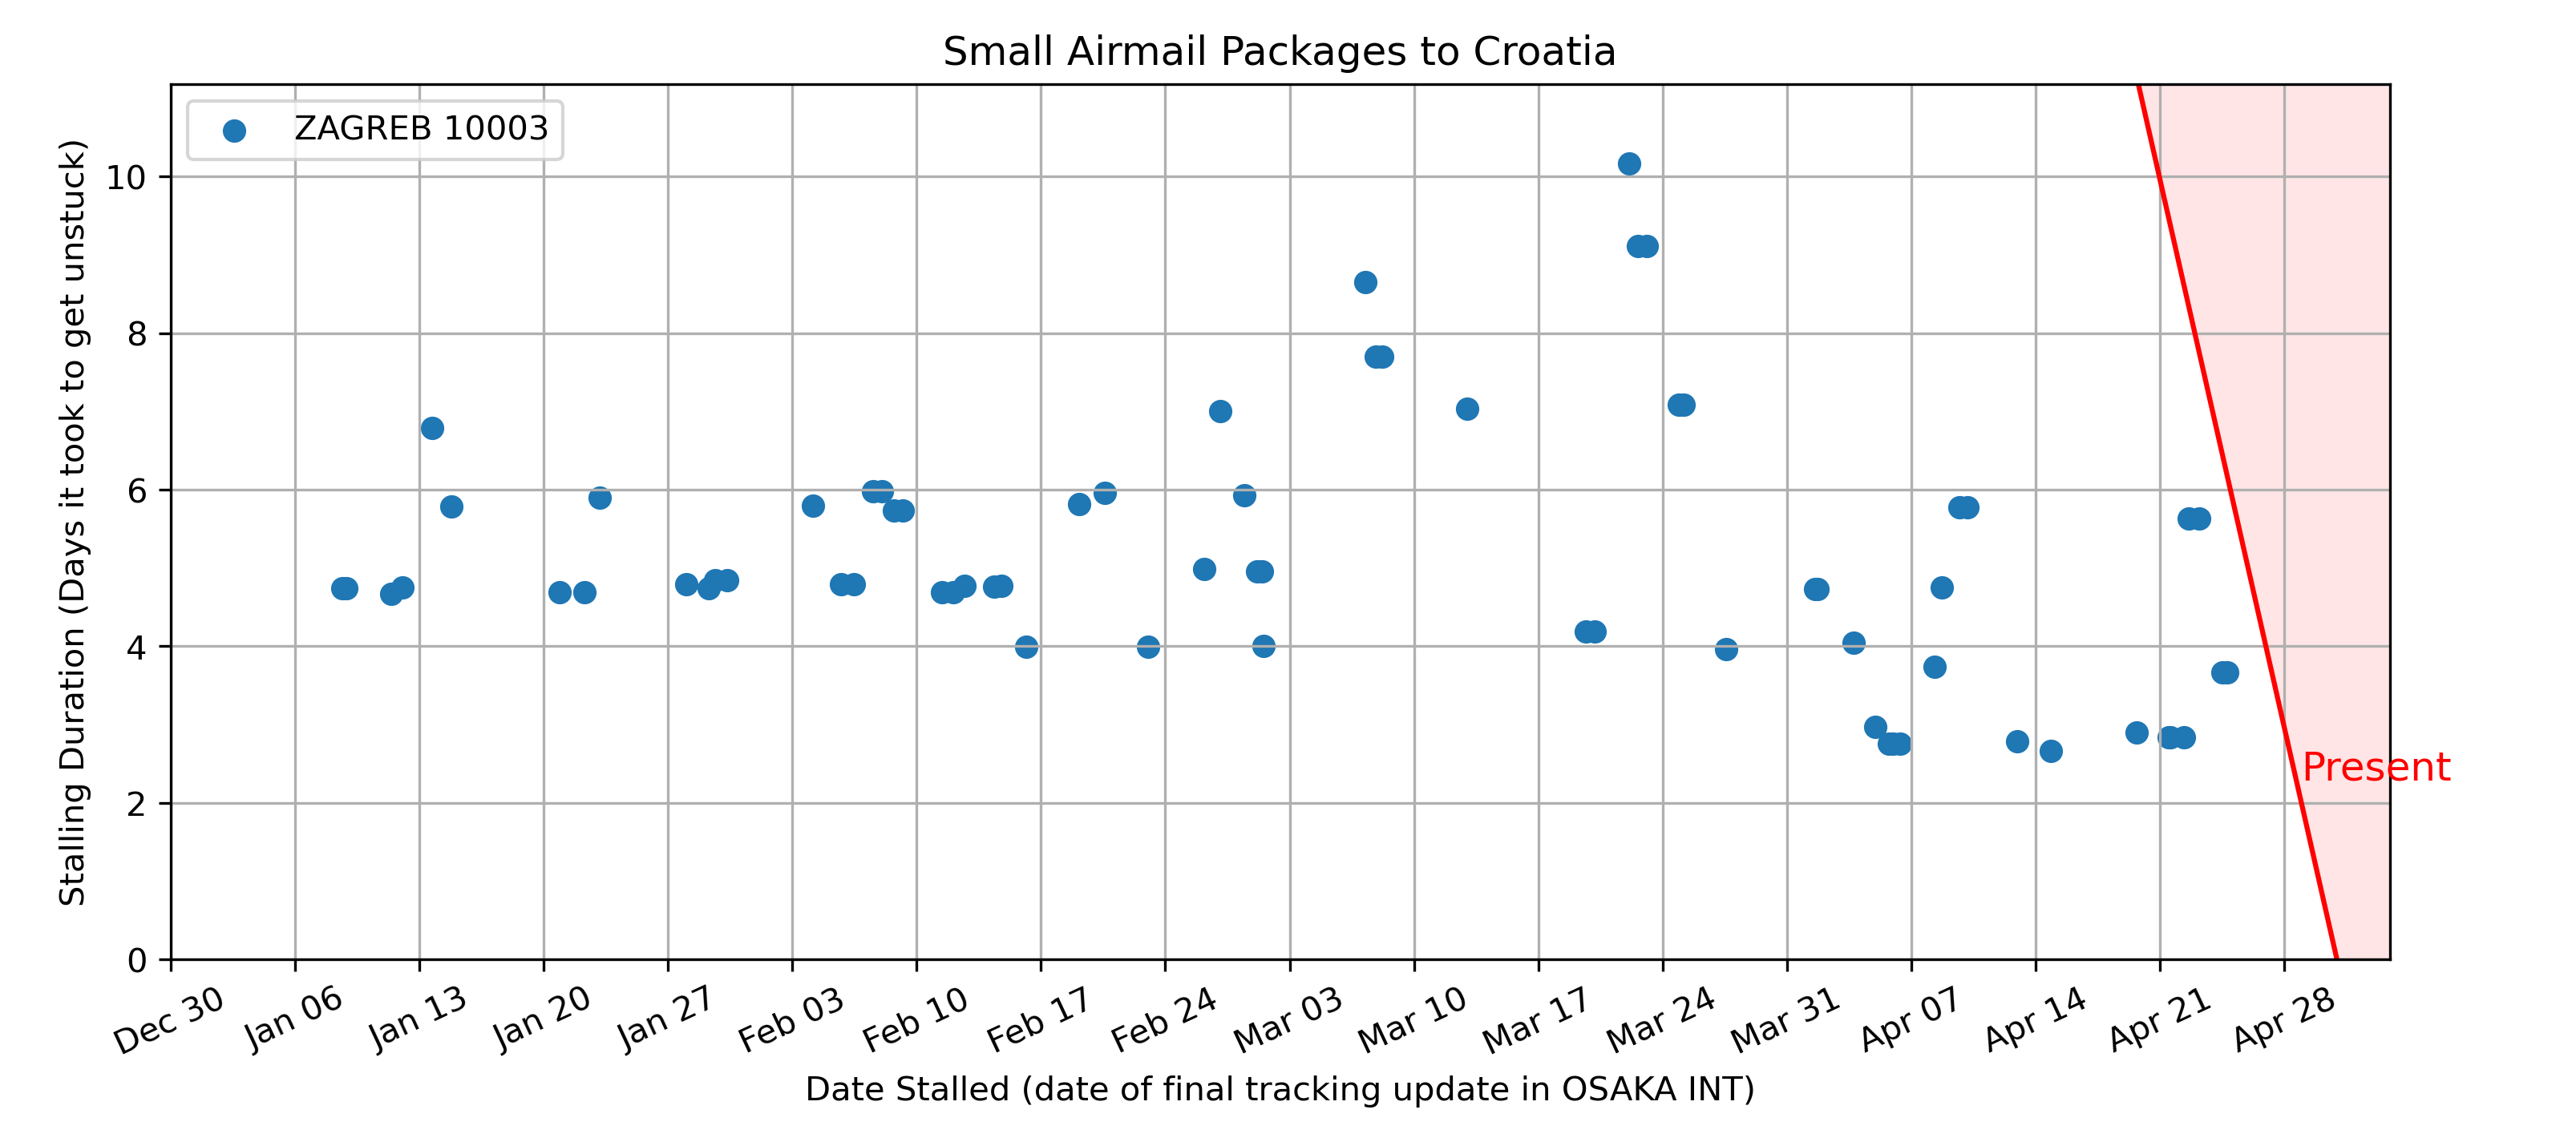 Small Airmail Packages to Croatia
ZAGREB 10003
Stalling Duration (Days it took to get unstuck)
10
8
6
4
2
0
Present
Dec 30
Jan 06
Jan 13
Jan 20
Jan 27
Feb 03
Feb 10
Feb 17
Feb 24
Mar 03
Mar 10
Mar 17
Mar 24
Mar 31
Apr 07
Apr 14
Apr 21
Apr 28
Date Stalled (date of final tracking update in OSAKA INT)